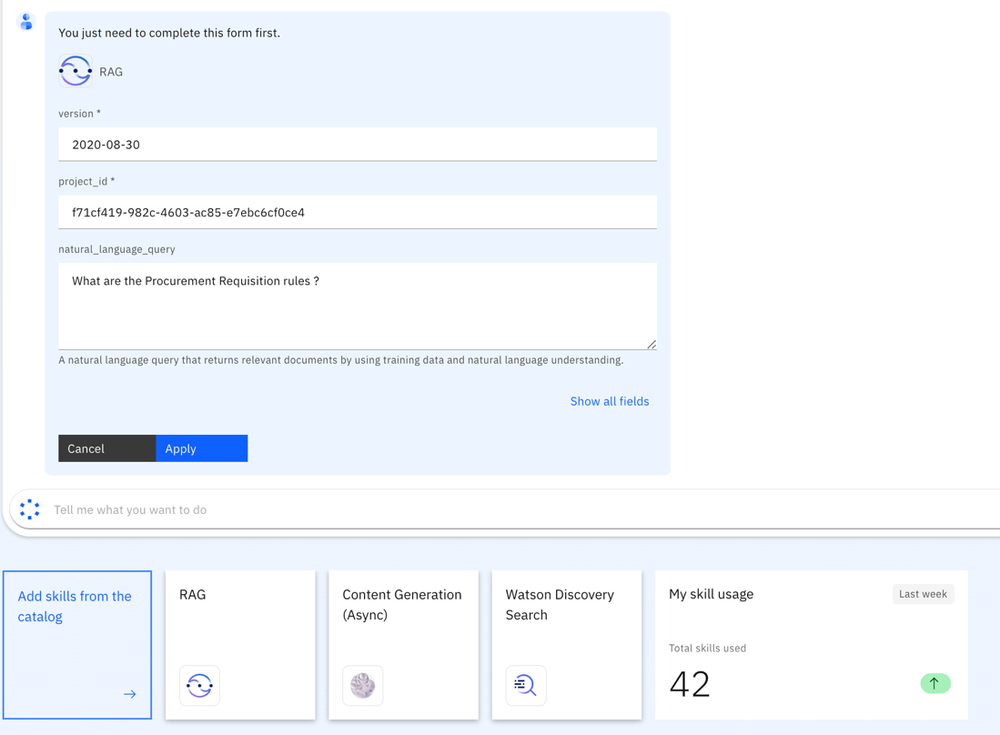 You just need to complete this form first.
RAG
version *
2020-08-30
project_id *
f71cf419-982c-4603-ac85-e7ebc6cf0ce4
natural_language_query
What are the Procurement Requisition rules ?
A natural language query that returns relevant documents by using training data and natural language understanding.
Show all fields
Cancel
Apply
Tell me what you want to do
Add skills from the
catalog
RAG
Content Generation
(Async)
Watson Discovery
Search
My skill usage
Last week
Total skills used
42